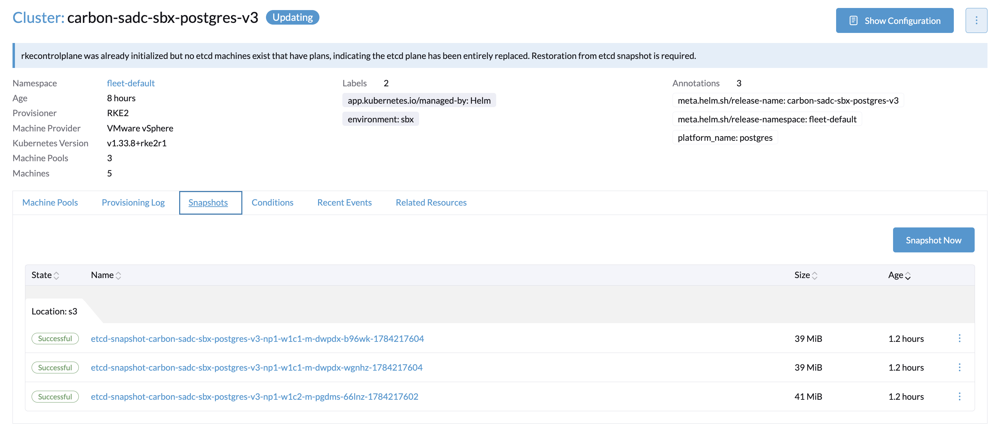 Cluster: carbon-sadc-sbx-postgres-v3 Updating
Show Configuration
rkecontrolplane was already initialized but no etcd machines exist that have plans, indicating the etcd plane has been entirely replaced. Restoration from etcd snapshot is required.
Namespace fleet-default
Age 8 hours
Provisioner RKE2
Machine Provider VMware vSphere
Kubernetes Version v1.33.8+rke2r1
Machine Pools 3
Machines 5
Labels 2
app.kubernetes.io/managed-by: Helm
environment: sbx
Annotations 3
meta.helm.sh/release-name: carbon-sadc-sbx-postgres-v3
meta.helm.sh/release-namespace: fleet-default
platform_name: postgres
Machine Pools Provisioning Log Snapshots Conditions Recent Events Related Resources
Snapshot Now
State Name Size Age
Location: s3
Successful etcd-snapshot-carbon-sadc-sbx-postgres-v3-np1-w1c1-m-dwpdx-b96wk-1784217604 39 MiB 1.2 hours
Successful etcd-snapshot-carbon-sadc-sbx-postgres-v3-np1-w1c1-m-dwpdx-wgnhz-1784217604 39 MiB 1.2 hours
Successful etcd-snapshot-carbon-sadc-sbx-postgres-v3-np1-w1c2-m-pgdms-66lnz-1784217602 41 MiB 1.2 hours